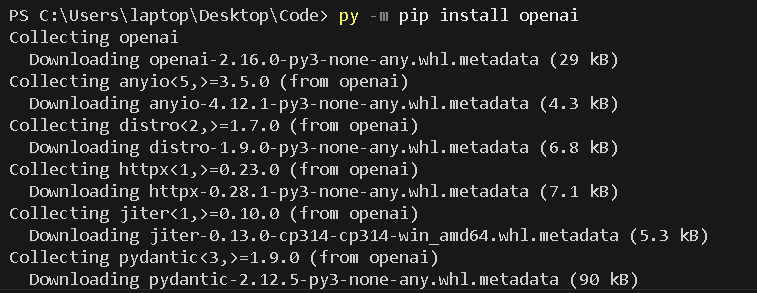 PS C:\Users\laptop\Desktop\Code> py -m pip install openai
Collecting openai
  Downloading openai-2.16.0-py3-none-any.whl.metadata (29 kB)
Collecting anyio<5,>=3.5.0 (from openai)
  Downloading anyio-4.12.1-py3-none-any.whl.metadata (4.3 kB)
Collecting distro<2,>=1.7.0 (from openai)
  Downloading distro-1.9.0-py3-none-any.whl.metadata (6.8 kB)
Collecting httpx<1,>=0.23.0 (from openai)
  Downloading httpx-0.28.1-py3-none-any.whl.metadata (7.1 kB)
Collecting jiter<1,>=0.10.0 (from openai)
  Downloading jiter-0.13.0-cp314-cp314-win_amd64.whl.metadata (5.3 kB)
Collecting pydantic<3,>=1.9.0 (from openai)
  Downloading pydantic-2.12.5-py3-none-any.whl.metadata (90 kB)